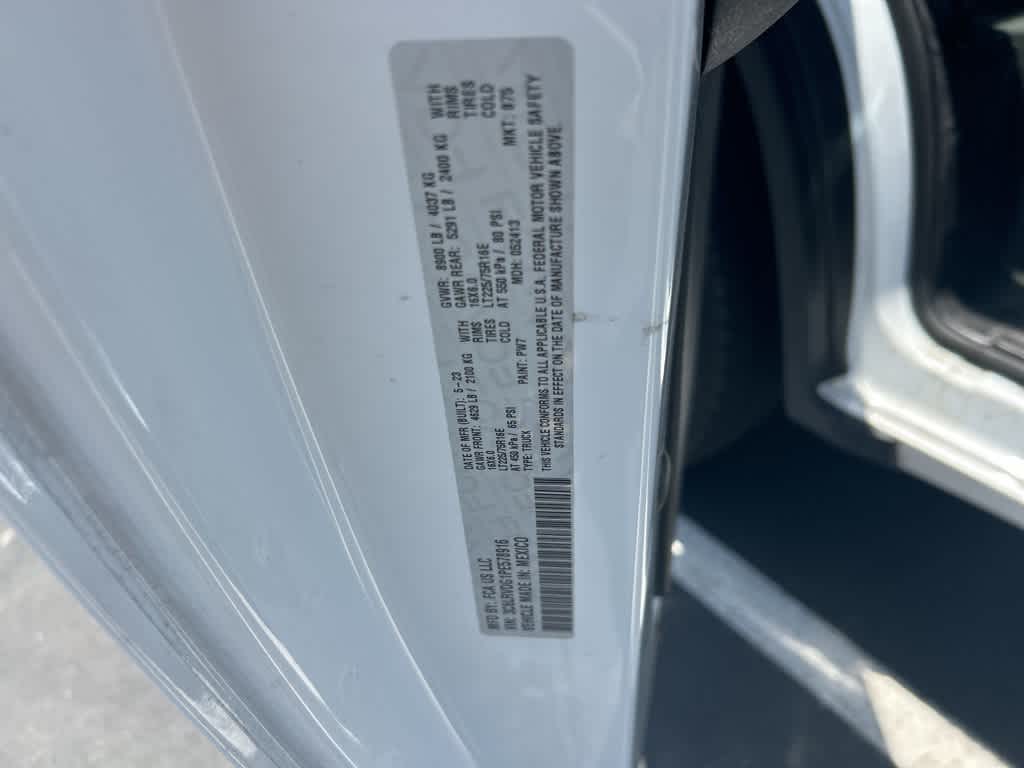 MFD BY: FCA US LLC
DATE OF MFR (BUILT): 5-23
GVWR: 8900 LB / 4037 KG
VIN: 3C6LRVDG1PE578916
GAWR FRONT: 4629 LB / 2100 KG WITH
16X6.0 RIMS
LT225/75R16E TIRES
AT 450 kPa / 65 PSI COLD
GAWR REAR: 5291 LB / 2400 KG WITH
16X6.0 RIMS
LT225/75R16E TIRES
AT 550 kPa / 80 PSI COLD
VEHICLE MADE IN: MEXICO
TYPE: TRUCK
PAINT: PW7
MDH: 052413
MKT: 875
THIS VEHICLE CONFORMS TO ALL APPLICABLE U.S.A. FEDERAL MOTOR VEHICLE SAFETY
STANDARDS IN EFFECT ON THE DATE OF MANUFACTURE SHOWN ABOVE.